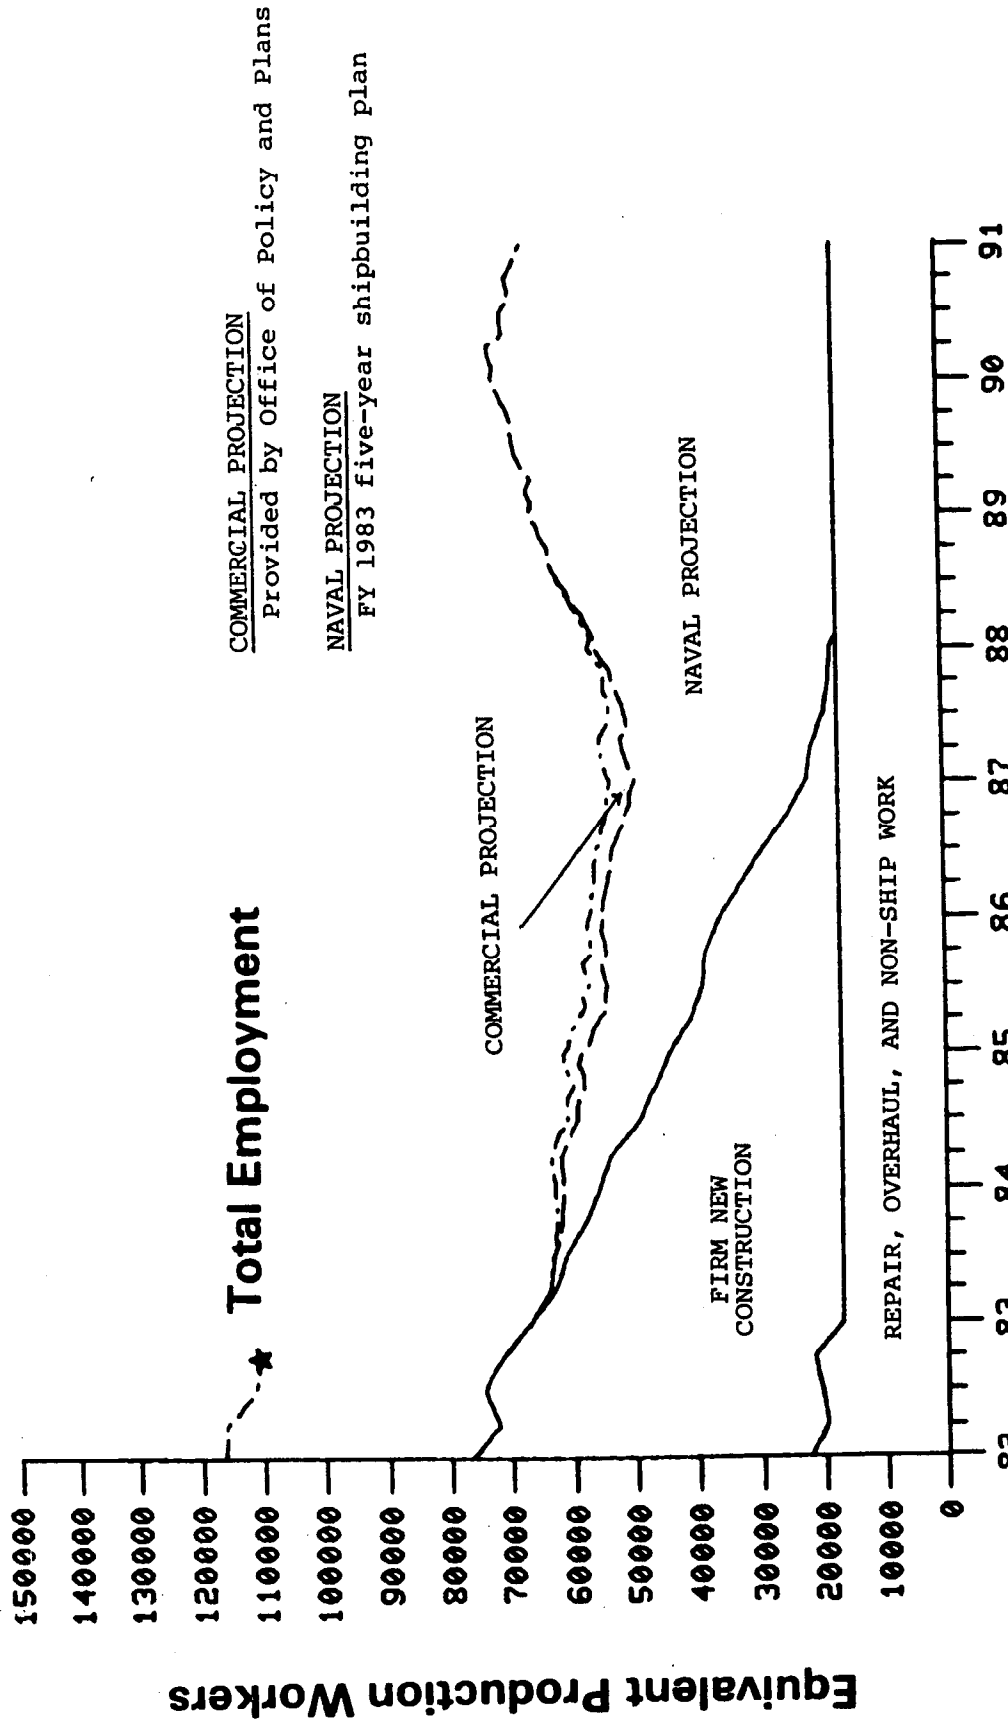 COMMERCIAL PROJECTION
Provided by Office of Policy and Plans
NAVAL PROJECTION
FY 1983 five-year shipbuilding plan
Total Employment
COMMERCIAL PROJECTION
NAVAL PROJECTION
FIRM NEW
CONSTRUCTION
REPAIR, OVERHAUL, AND NON-SHIP WORK
Equivalent Production Workers
150000
140000
130000
120000
110000
100000
90000
80000
70000
60000
50000
40000
30000
20000
10000
0
82 83 84 85 86 87 88 89 90 91